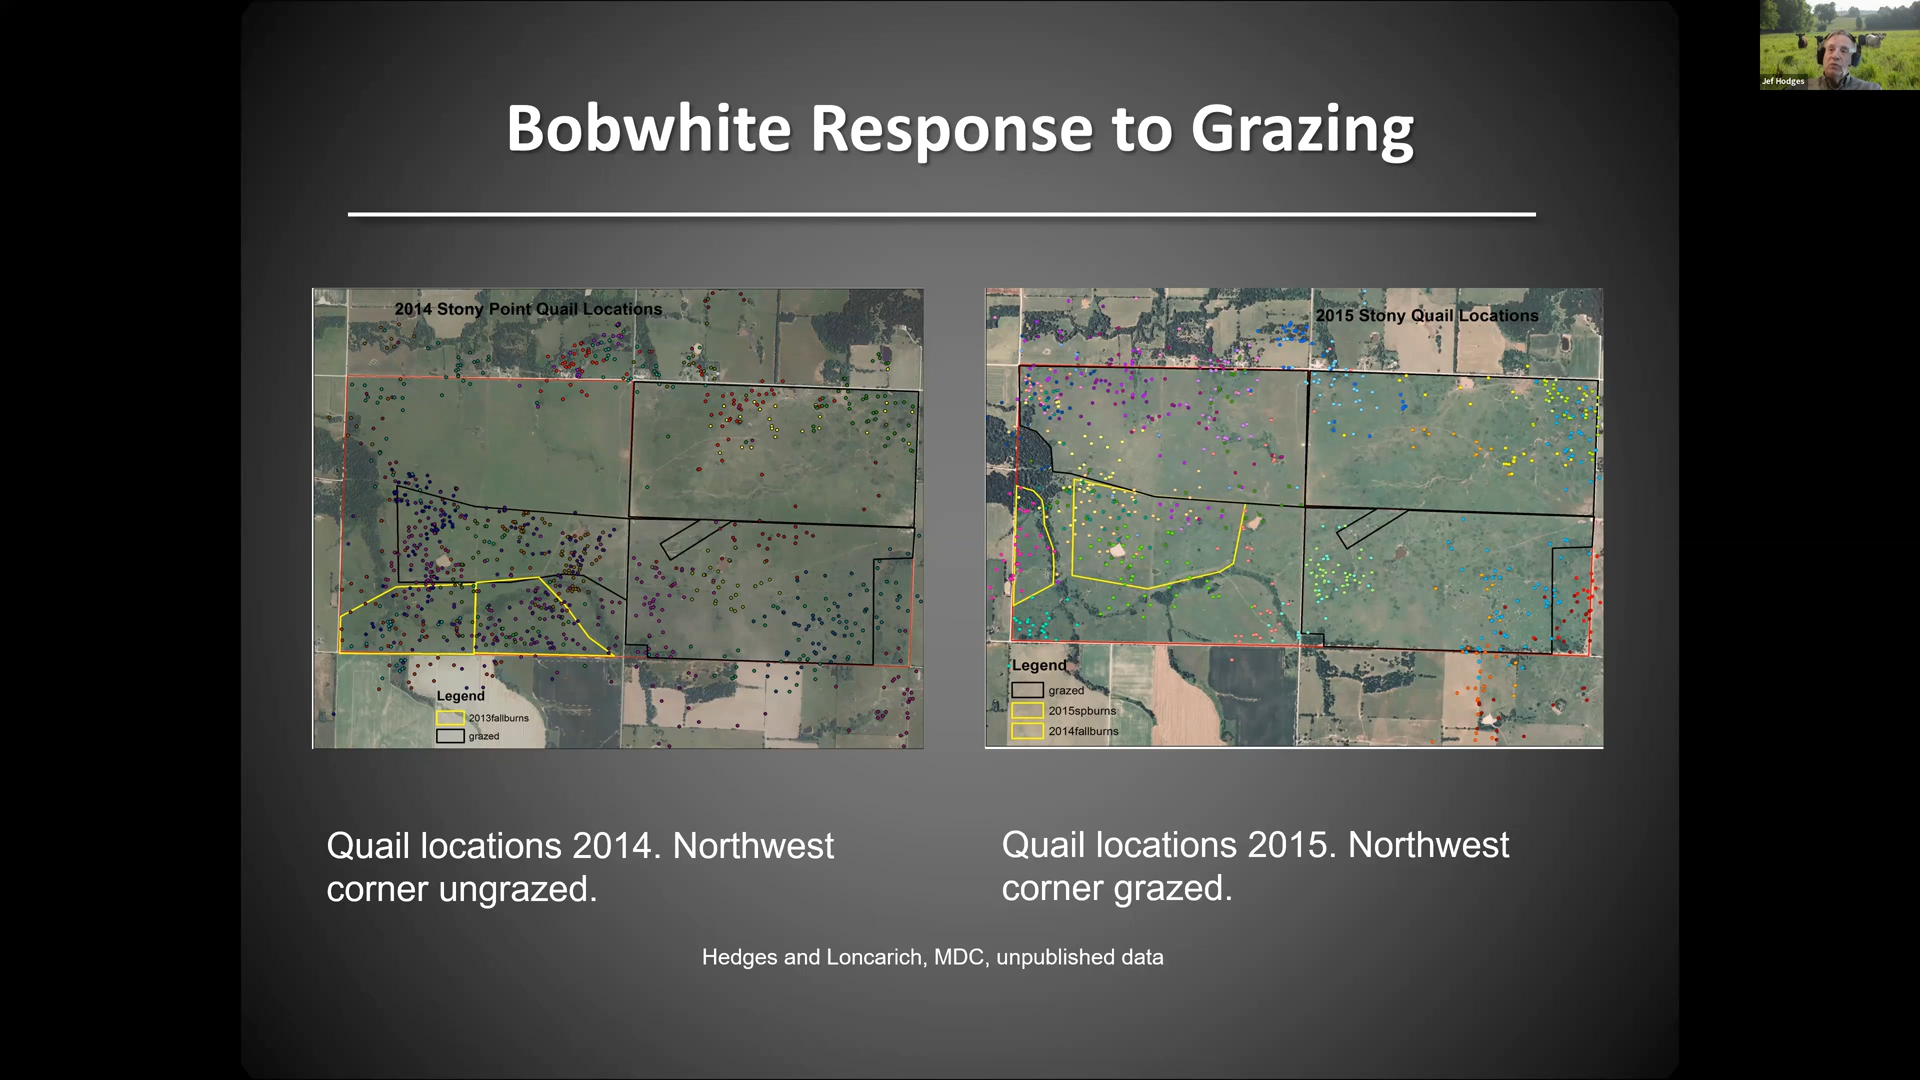 Jef Hodges
Bobwhite Response to Grazing
2014 Stony Point Quail Locations
Legend
2013fallburns
grazed
2015 Stony Quail Locations
Legend
grazed
2015spburns
2014fallburns
Quail locations 2014. Northwest
corner ungrazed.
Quail locations 2015. Northwest
corner grazed.
Hedges and Loncarich, MDC, unpublished data